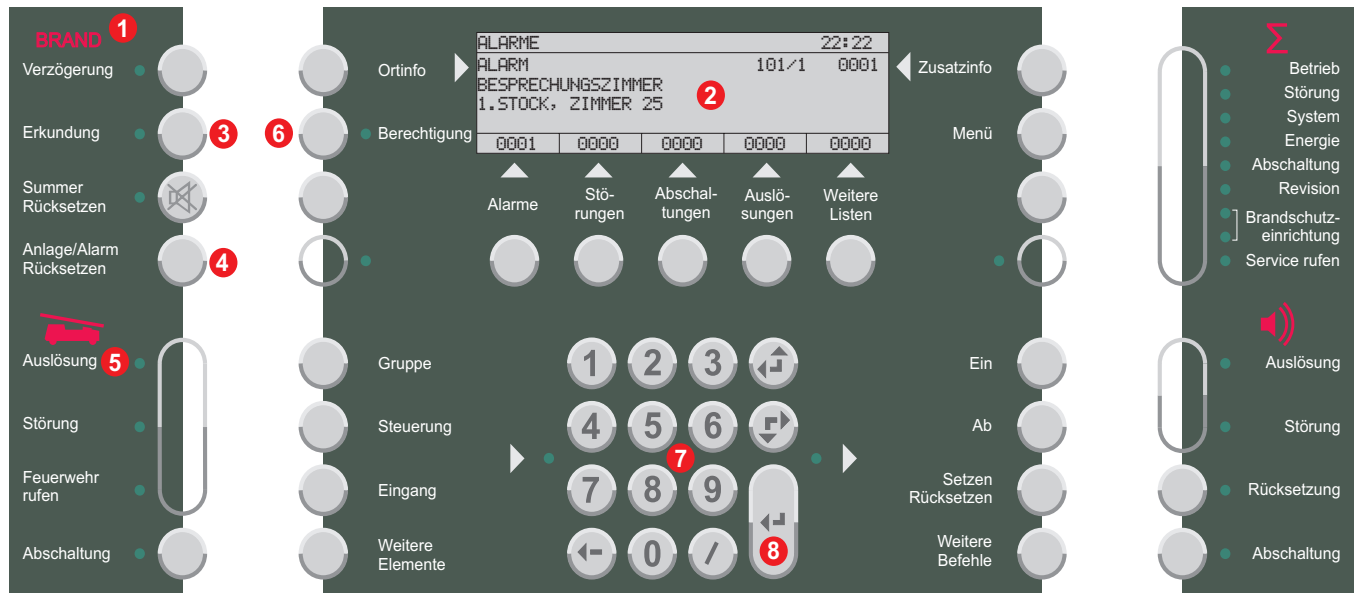 BRAND 1
Verzögerung
Erkundung
3
Summer
Rücksetzen
Anlage/Alarm
Rücksetzen
4
Auslösung 5
Störung
Feuerwehr
rufen
Abschaltung
Ortinfo
6
Berechtigung
ALARME 22:22
ALARM 101/1 0001
BESPRECHUNGSZIMMER
1.STOCK, ZIMMER 25
2
0001 0000 0000 0000 0000
Alarme
Stö-
rungen
Abschal-
tungen
Auslö-
sungen
Weitere
Listen
Zusatzinfo
Menü
Gruppe
Steuerung
Eingang
Weitere
Elemente
1 2 3
4 5 6
7
7 8 9
0 /
8
Ein
Ab
Setzen
Rücksetzen
Weitere
Befehle
Σ
Betrieb
Störung
System
Energie
Abschaltung
Revision
Brandschutz-
einrichtung
Service rufen
Auslösung
Störung
Rücksetzung
Abschaltung